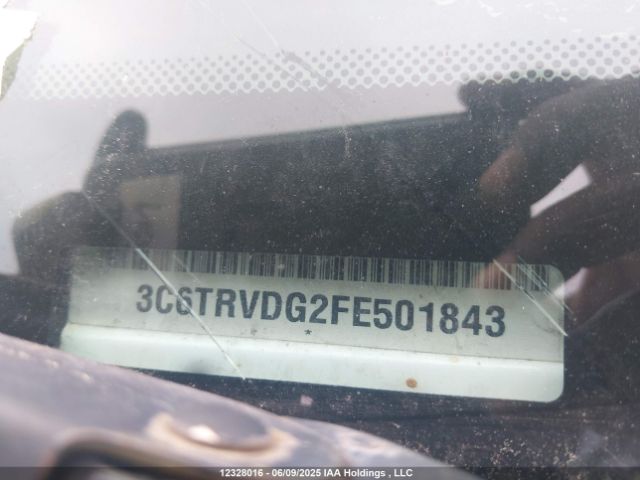 3C6TRVDG2FE501843
*
12328016 - 06/09/2025 IAA Holdings , LLC